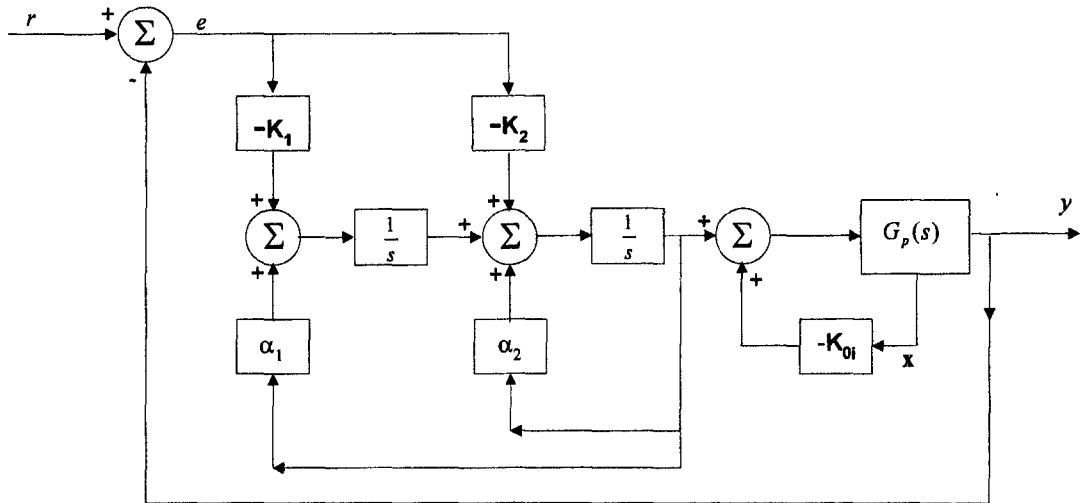 r
+
Σ
e
-
-K₁
-K₂
+
Σ
+
1/s
+
+
Σ
+
1/s
+
Σ
+
G_p(s)
y
α₁
α₂
-K₀ᵢ
x